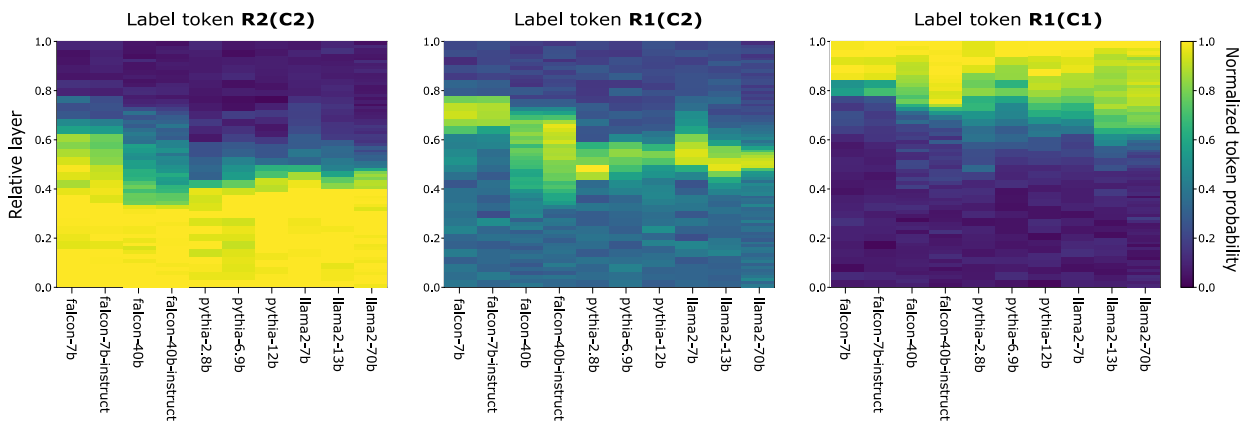 Label token R2(C2)
Label token R1(C2)
Label token R1(C1)
Relative layer
1.0
0.8
0.6
0.4
0.2
0.0
falcon-7b
falcon-7b-instruct
falcon-40b
falcon-40b-instruct
pythia-2.8b
pythia-6.9b
pythia-12b
llama2-7b
llama2-13b
llama2-70b
1.0
0.8
0.6
0.4
0.2
0.0
falcon-7b
falcon-7b-instruct
falcon-40b
falcon-40b-instruct
pythia-2.8b
pythia-6.9b
pythia-12b
llama2-7b
llama2-13b
llama2-70b
1.0
0.8
0.6
0.4
0.2
0.0
falcon-7b
falcon-7b-instruct
falcon-40b
falcon-40b-instruct
pythia-2.8b
pythia-6.9b
pythia-12b
llama2-7b
llama2-13b
llama2-70b
1.0
0.8
0.6
0.4
0.2
0.0
Normalized token probability